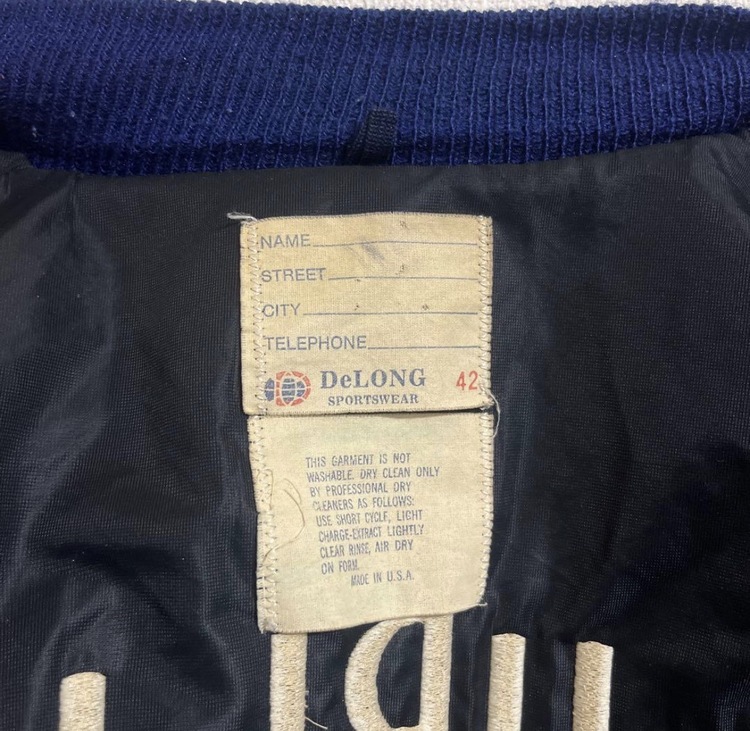 NAME
STREET
CITY
TELEPHONE
DeLONG 42
SPORTSWEAR
THIS GARMENT IS NOT
WASHABLE. DRY CLEAN ONLY
BY PROFESSIONAL DRY
CLEANERS AS FOLLOWS:
USE SHORT CYCLE, LIGHT
CHARGE-EXTRACT LIGHTLY
CLEAR RINSE, AIR DRY
ON FORM.
MADE IN U.S.A.